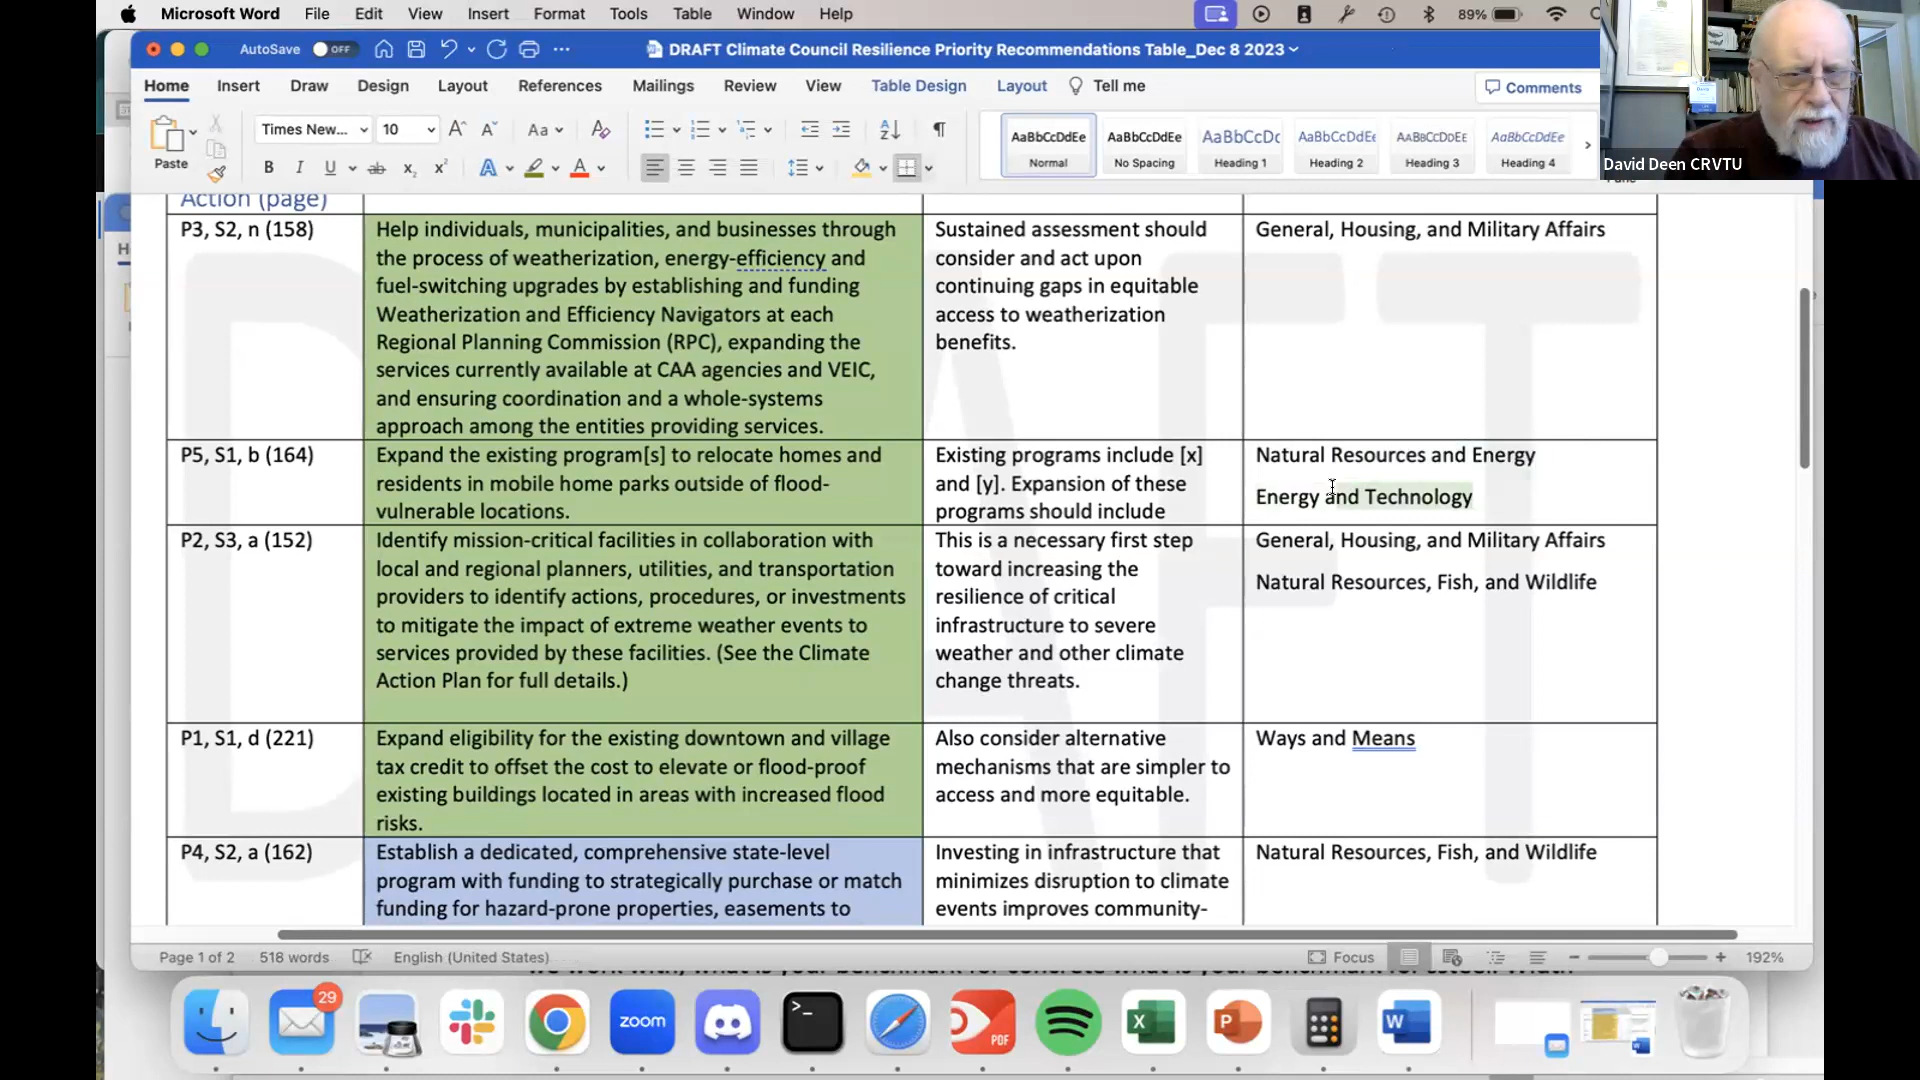 Microsoft Word File Edit View Insert Format Tools Table Window Help 89%
AutoSave OFF DRAFT Climate Council Resilience Priority Recommendations Table_Dec 8 2023
Home Insert Draw Design Layout References Mailings Review View Table Design Layout Tell me Comments
Paste Times New... 10 Aa
B I U ab x₂ x² A A
AaBbCcDdEe AaBbCcDdEe AaBbCcDc AaBbCcDdEe AaBbCcDdEe AaBbCcDdEe
Normal No Spacing Heading 1 Heading 2 Heading 3 Heading 4
David Deen CRVTU
Action (page)
P3, S2, n (158)
Help individuals, municipalities, and businesses through
the process of weatherization, energy-efficiency and
fuel-switching upgrades by establishing and funding
Weatherization and Efficiency Navigators at each
Regional Planning Commission (RPC), expanding the
services currently available at CAA agencies and VEIC,
and ensuring coordination and a whole-systems
approach among the entities providing services.
Sustained assessment should
consider and act upon
continuing gaps in equitable
access to weatherization
benefits.
General, Housing, and Military Affairs
P5, S1, b (164)
Expand the existing program[s] to relocate homes and
residents in mobile home parks outside of flood-
vulnerable locations.
Existing programs include [x]
and [y]. Expansion of these
programs should include
Natural Resources and Energy
Energy and Technology
P2, S3, a (152)
Identify mission-critical facilities in collaboration with
local and regional planners, utilities, and transportation
providers to identify actions, procedures, or investments
to mitigate the impact of extreme weather events to
services provided by these facilities. (See the Climate
Action Plan for full details.)
This is a necessary first step
toward increasing the
resilience of critical
infrastructure to severe
weather and other climate
change threats.
General, Housing, and Military Affairs
Natural Resources, Fish, and Wildlife
P1, S1, d (221)
Expand eligibility for the existing downtown and village
tax credit to offset the cost to elevate or flood-proof
existing buildings located in areas with increased flood
risks.
Also consider alternative
mechanisms that are simpler to
access and more equitable.
Ways and Means
P4, S2, a (162)
Establish a dedicated, comprehensive state-level
program with funding to strategically purchase or match
funding for hazard-prone properties, easements to
Investing in infrastructure that
minimizes disruption to climate
events improves community-
Natural Resources, Fish, and Wildlife
DRAFT
Page 1 of 2 518 words English (United States) Focus 192%
29
zoom
PDF
X
P
W